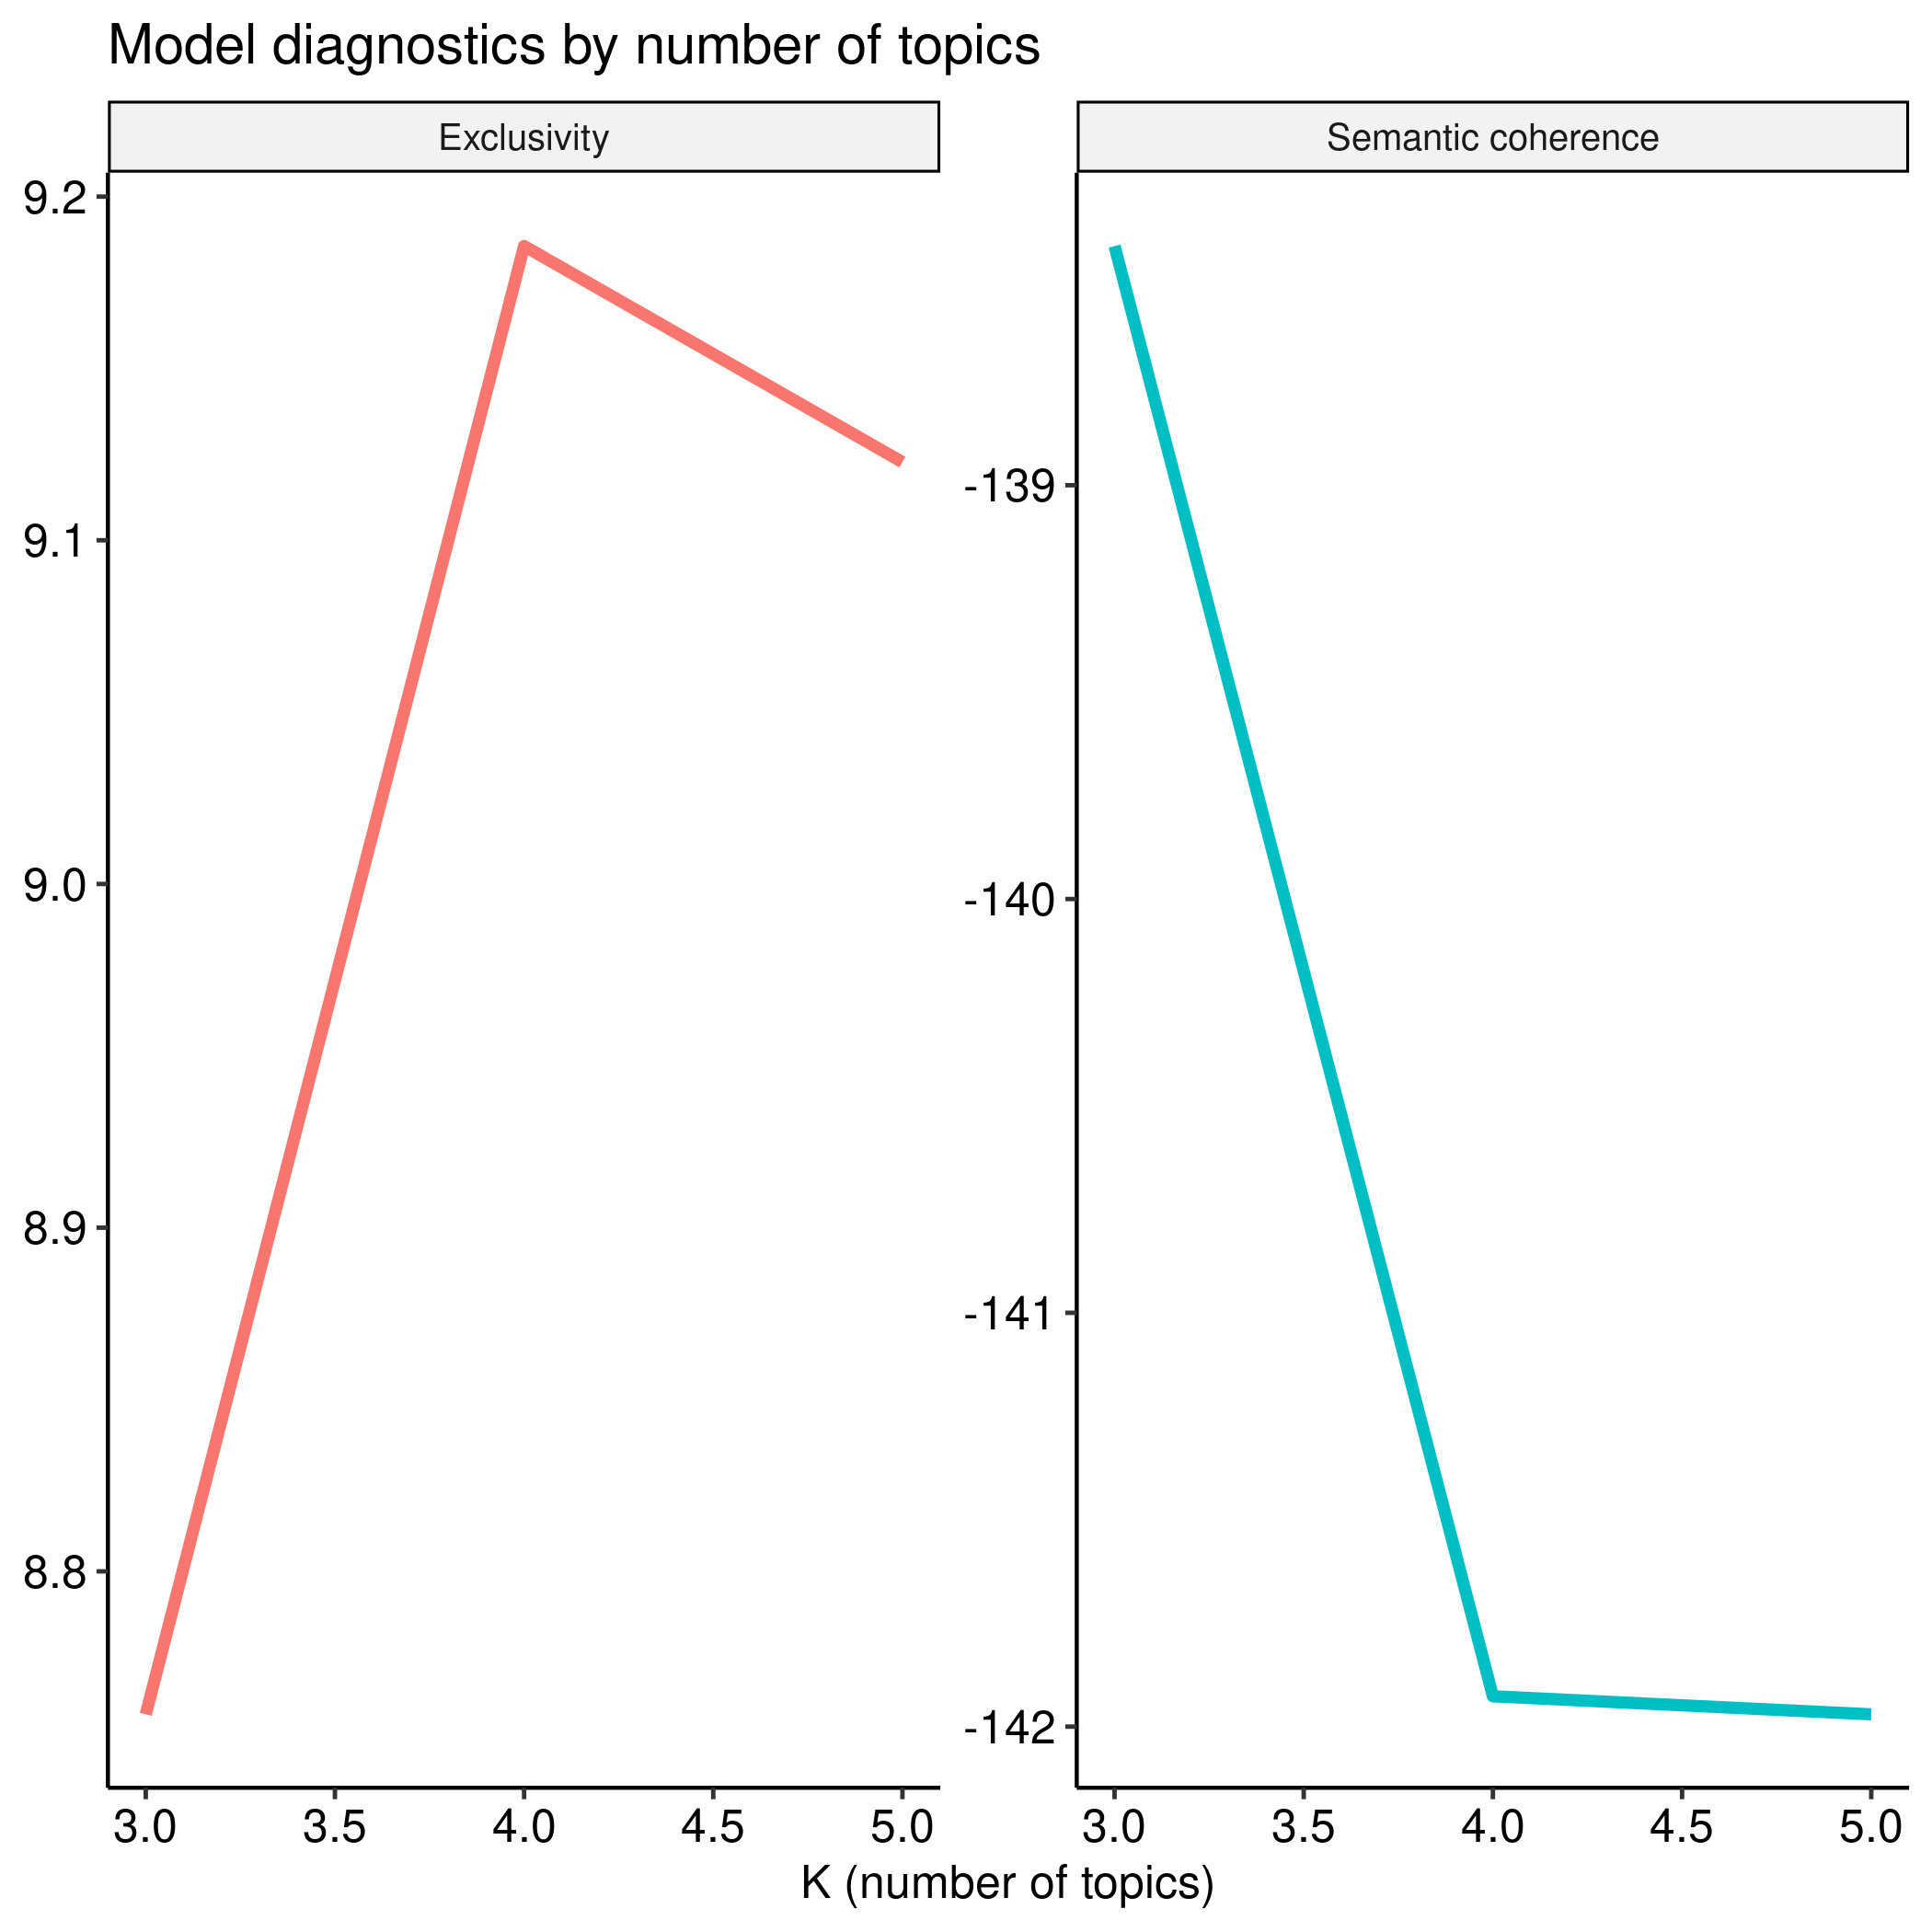 Model diagnostics by number of topics
Exclusivity
9.2
9.1
9.0
8.9
8.8
3.0 3.5 4.0 4.5 5.0
Semantic coherence
-139
-140
-141
-142
3.0 3.5 4.0 4.5 5.0
K (number of topics)